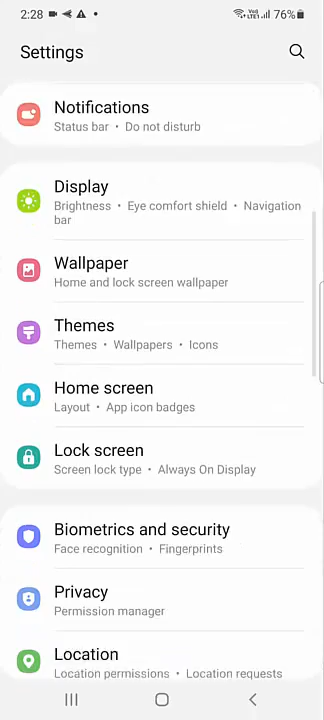 2:28 76%
Settings
Notifications
Status bar • Do not disturb
Display
Brightness • Eye comfort shield • Navigation
bar
Wallpaper
Home and lock screen wallpaper
Themes
Themes • Wallpapers • Icons
Home screen
Layout • App icon badges
Lock screen
Screen lock type • Always On Display
Biometrics and security
Face recognition • Fingerprints
Privacy
Permission manager
Location
Location permissions • Location requests